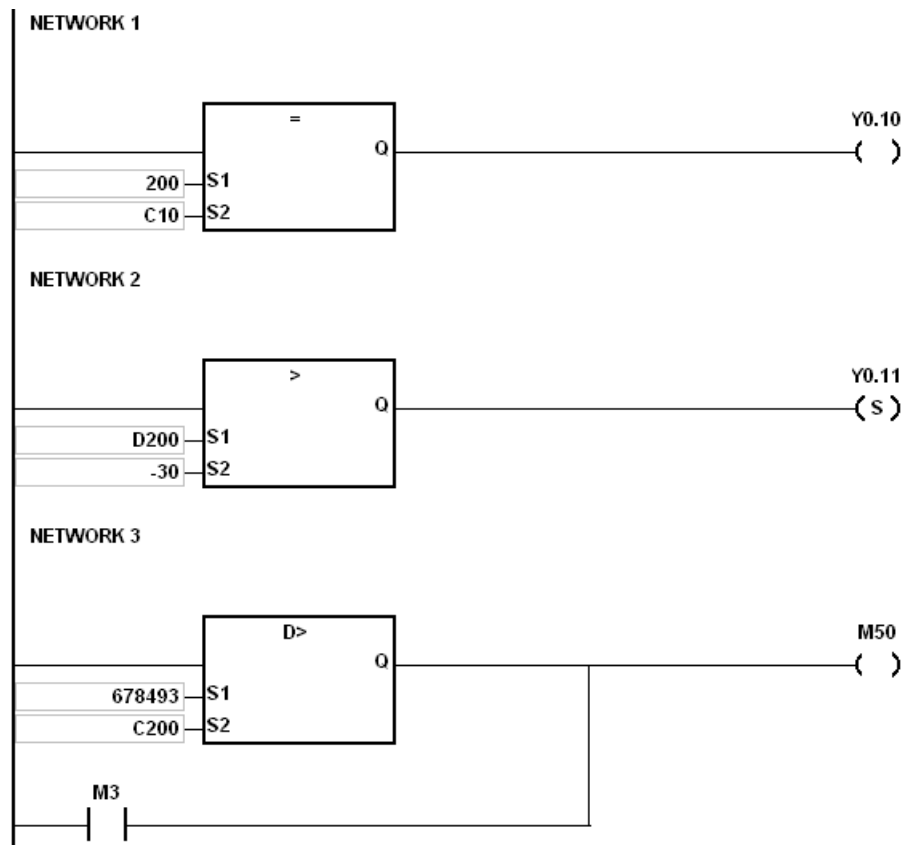 NETWORK 1
=
Y0.10
Q
200 S1
C10 S2
NETWORK 2
>
Y0.11
Q
( S )
D200 S1
-30 S2
NETWORK 3
D>
M50
Q
678493 S1
C200 S2
M3